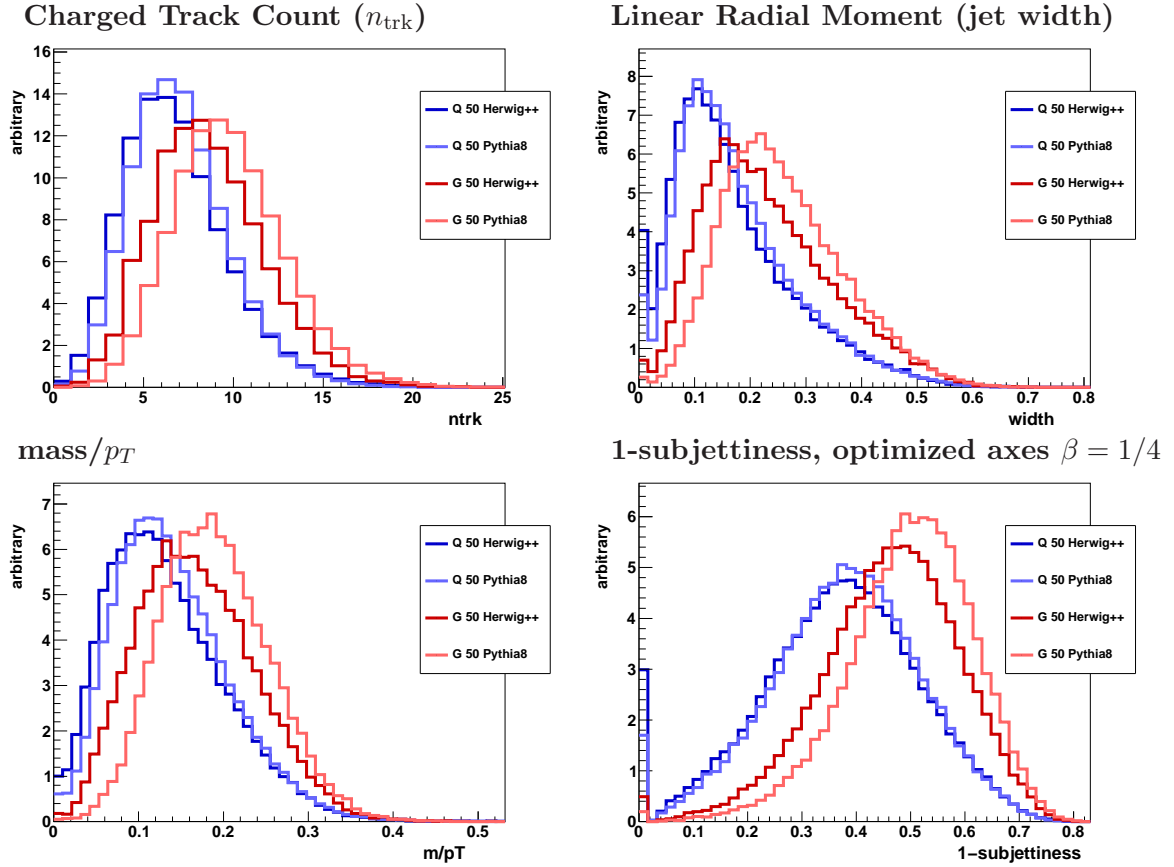 Charged Track Count (n_trk)
arbitrary
16
14
12
10
8
6
4
2
0
0 5 10 15 20 25
ntrk
Q 50 Herwig++
Q 50 Pythia8
G 50 Herwig++
G 50 Pythia8
Linear Radial Moment (jet width)
arbitrary
8
7
6
5
4
3
2
1
0
0 0.1 0.2 0.3 0.4 0.5 0.6 0.7 0.8
width
Q 50 Herwig++
Q 50 Pythia8
G 50 Herwig++
G 50 Pythia8
mass/p_T
arbitrary
7
6
5
4
3
2
1
0
0 0.1 0.2 0.3 0.4 0.5
m/pT
Q 50 Herwig++
Q 50 Pythia8
G 50 Herwig++
G 50 Pythia8
1-subjettiness, optimized axes β = 1/4
arbitrary
6
5
4
3
2
1
0
0 0.1 0.2 0.3 0.4 0.5 0.6 0.7 0.8
1−subjettiness
Q 50 Herwig++
Q 50 Pythia8
G 50 Herwig++
G 50 Pythia8